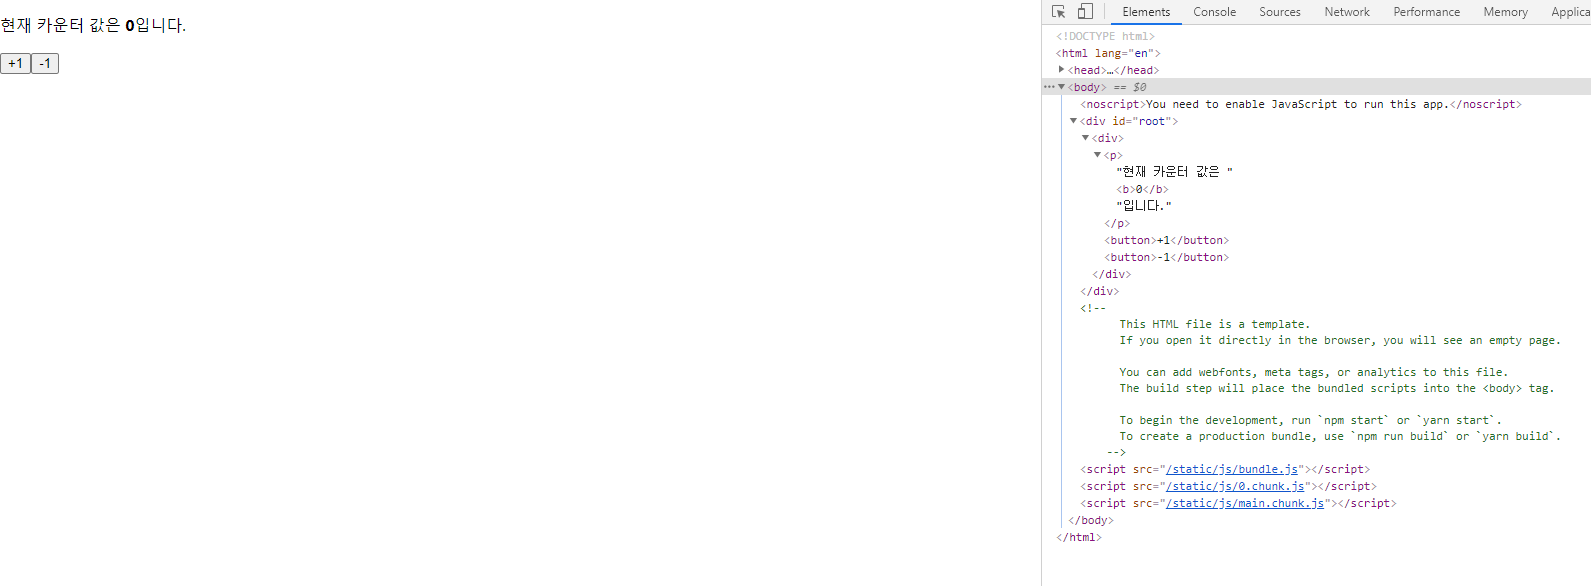 현재 카운터 값은 0입니다.
+1 -1
Elements Console Sources Network Performance Memory Applica
<!DOCTYPE html>
<html lang="en">
<head>…</head>
<body> == $0
<noscript>You need to enable JavaScript to run this app.</noscript>
<div id="root">
<div>
<p>
"현재 카운터 값은 "
<b>0</b>
"입니다."
</p>
<button>+1</button>
<button>-1</button>
</div>
</div>
<!--
This HTML file is a template.
If you open it directly in the browser, you will see an empty page.
You can add webfonts, meta tags, or analytics to this file.
The build step will place the bundled scripts into the <body> tag.
To begin the development, run `npm start` or `yarn start`.
To create a production bundle, use `npm run build` or `yarn build`.
-->
<script src="/static/js/bundle.js"></script>
<script src="/static/js/0.chunk.js"></script>
<script src="/static/js/main.chunk.js"></script>
</body>
</html>